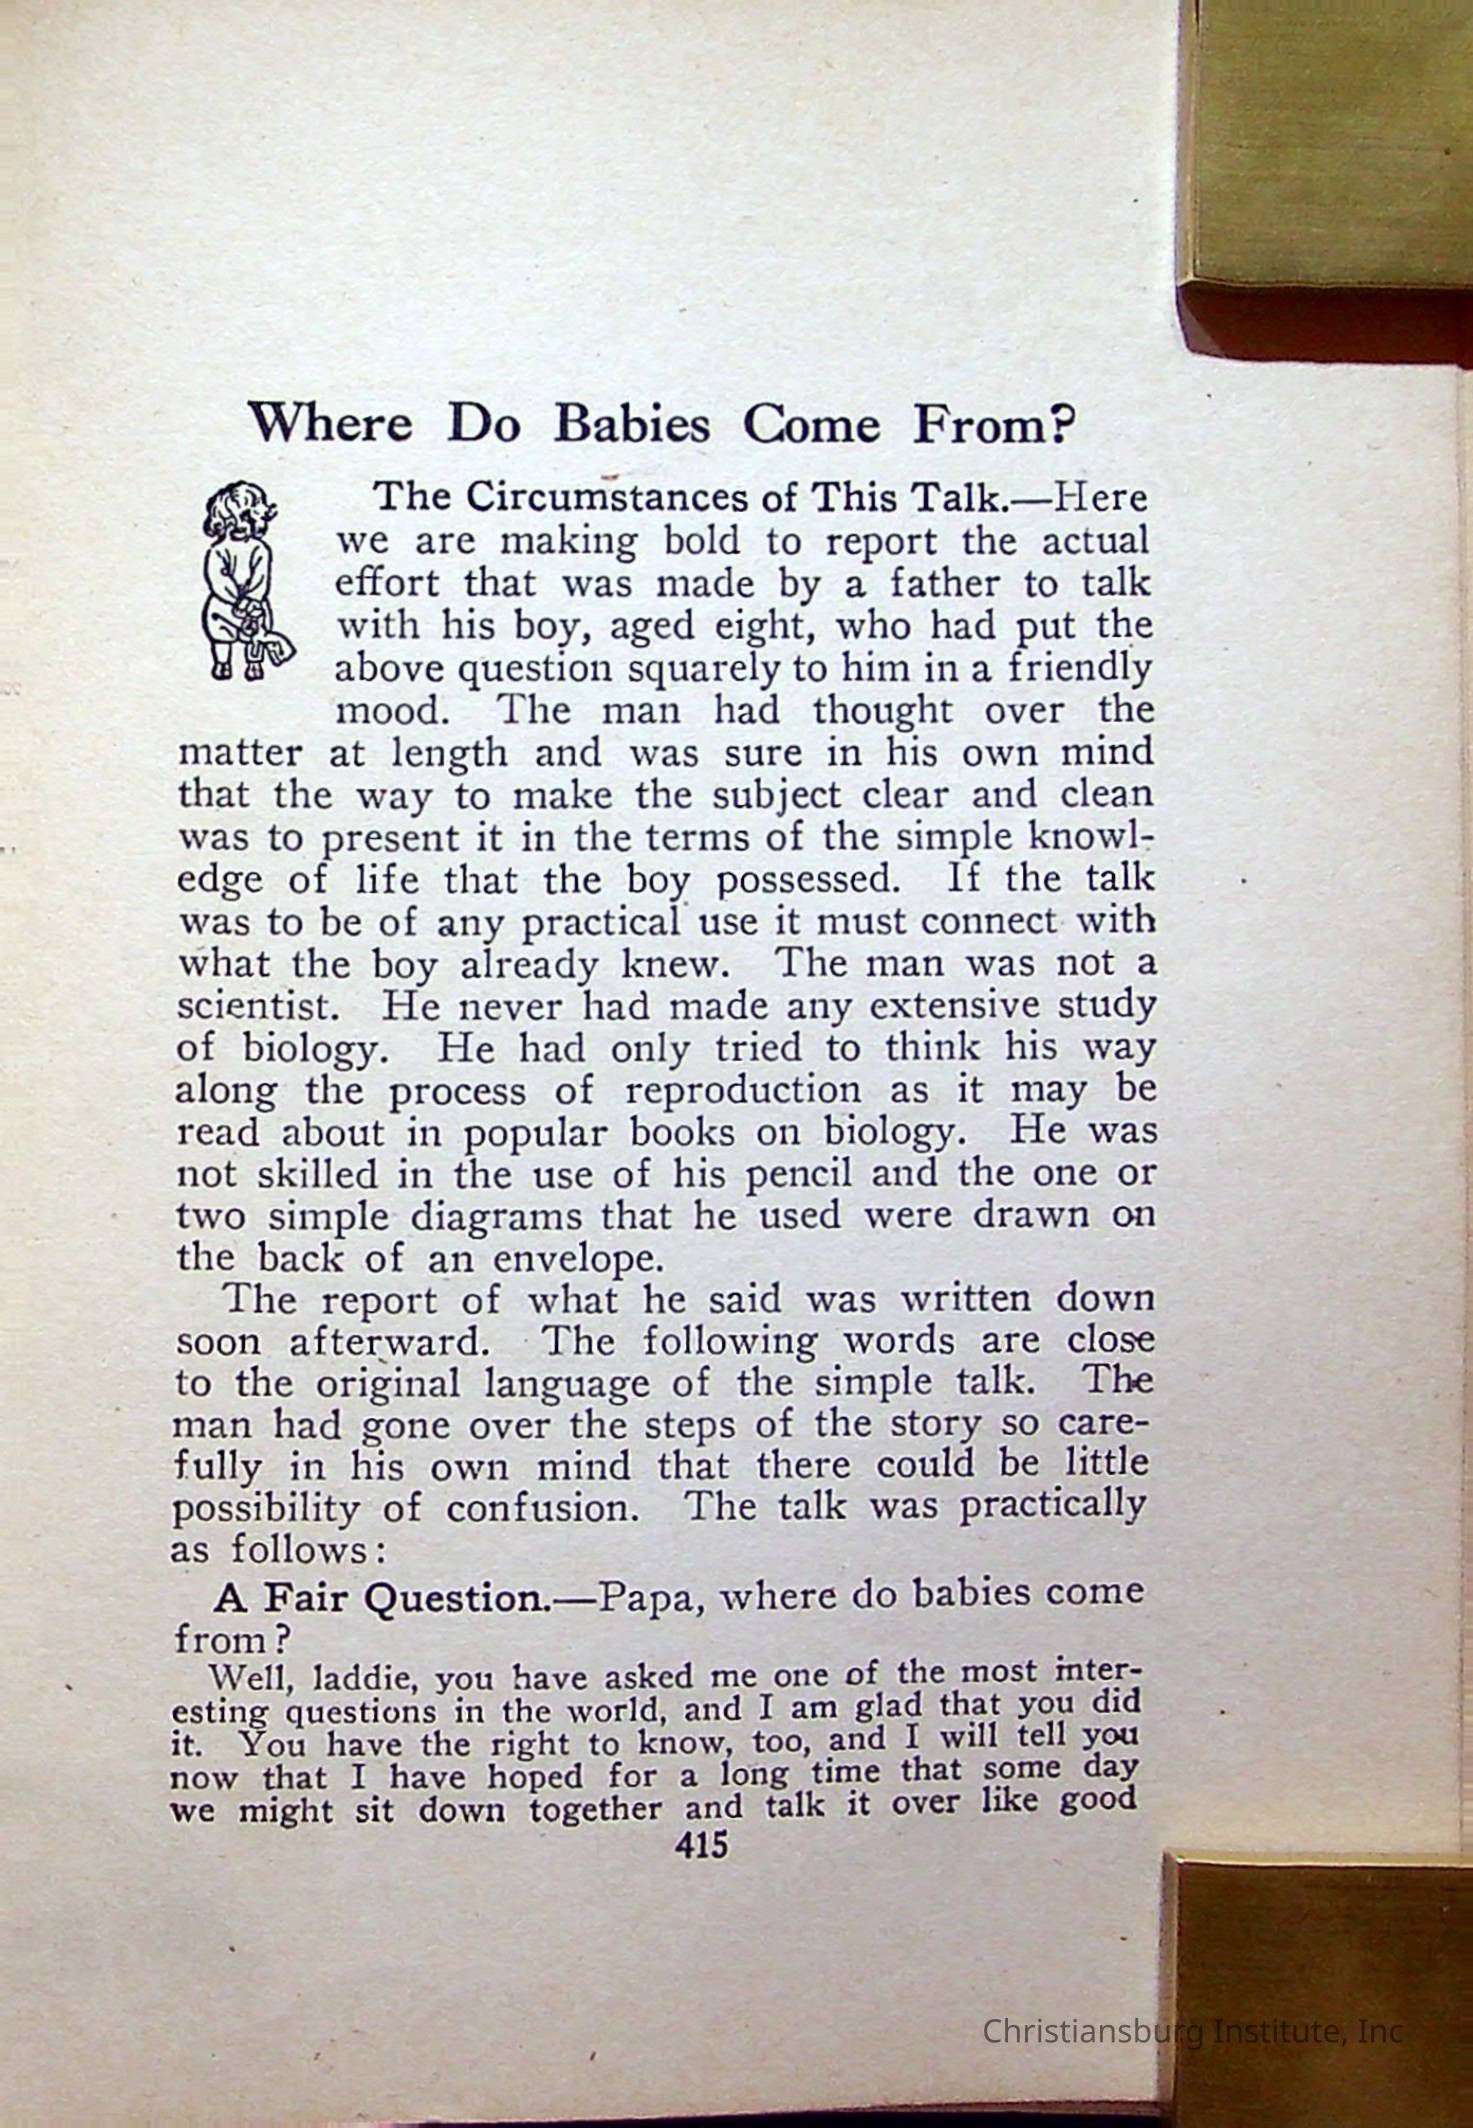 Where Do Babies Come From?
The Circumstances of This Talk.—Here
we are making bold to report the actual
effort that was made by a father to talk
with his boy, aged eight, who had put the
above question squarely to him in a friendly
mood. The man had thought over the
matter at length and was sure in his own mind
that the way to make the subject clear and clean
was to present it in the terms of the simple knowl-
edge of life that the boy possessed. If the talk
was to be of any practical use it must connect with
what the boy already knew. The man was not a
scientist. He never had made any extensive study
of biology. He had only tried to think his way
along the process of reproduction as it may be
read about in popular books on biology. He was
not skilled in the use of his pencil and the one or
two simple diagrams that he used were drawn on
the back of an envelope.
The report of what he said was written down
soon afterward. The following words are close
to the original language of the simple talk. The
man had gone over the steps of the story so care-
fully in his own mind that there could be little
possibility of confusion. The talk was practically
as follows:
A Fair Question.—Papa, where do babies come
from?
Well, laddie, you have asked me one of the most inter-
esting questions in the world, and I am glad that you did
it. You have the right to know, too, and I will tell you
now that I have hoped for a long time that some day
we might sit down together and talk it over like good
415
Christiansburg Institute, Inc